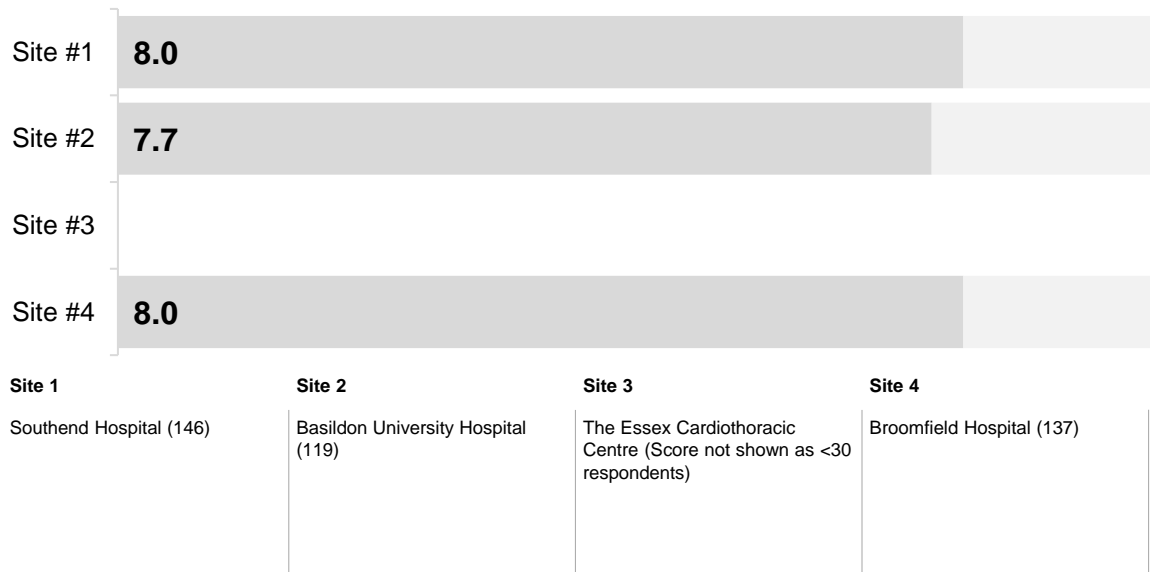 Site #1
8.0
Site #2
7.7
Site #3
Site #4
8.0
Site 1
Southend Hospital (146)
Site 2
Basildon University Hospital
(119)
Site 3
The Essex Cardiothoracic
Centre (Score not shown as <30
respondents)
Site 4
Broomfield Hospital (137)